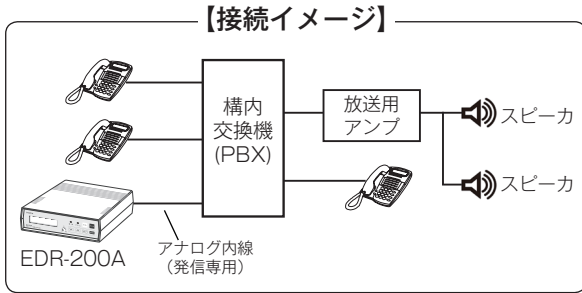 【接続イメージ】
構内
交換機
(PBX)
放送用
アンプ
スピーカ
スピーカ
EDR-200A
アナログ内線
（発信専用）